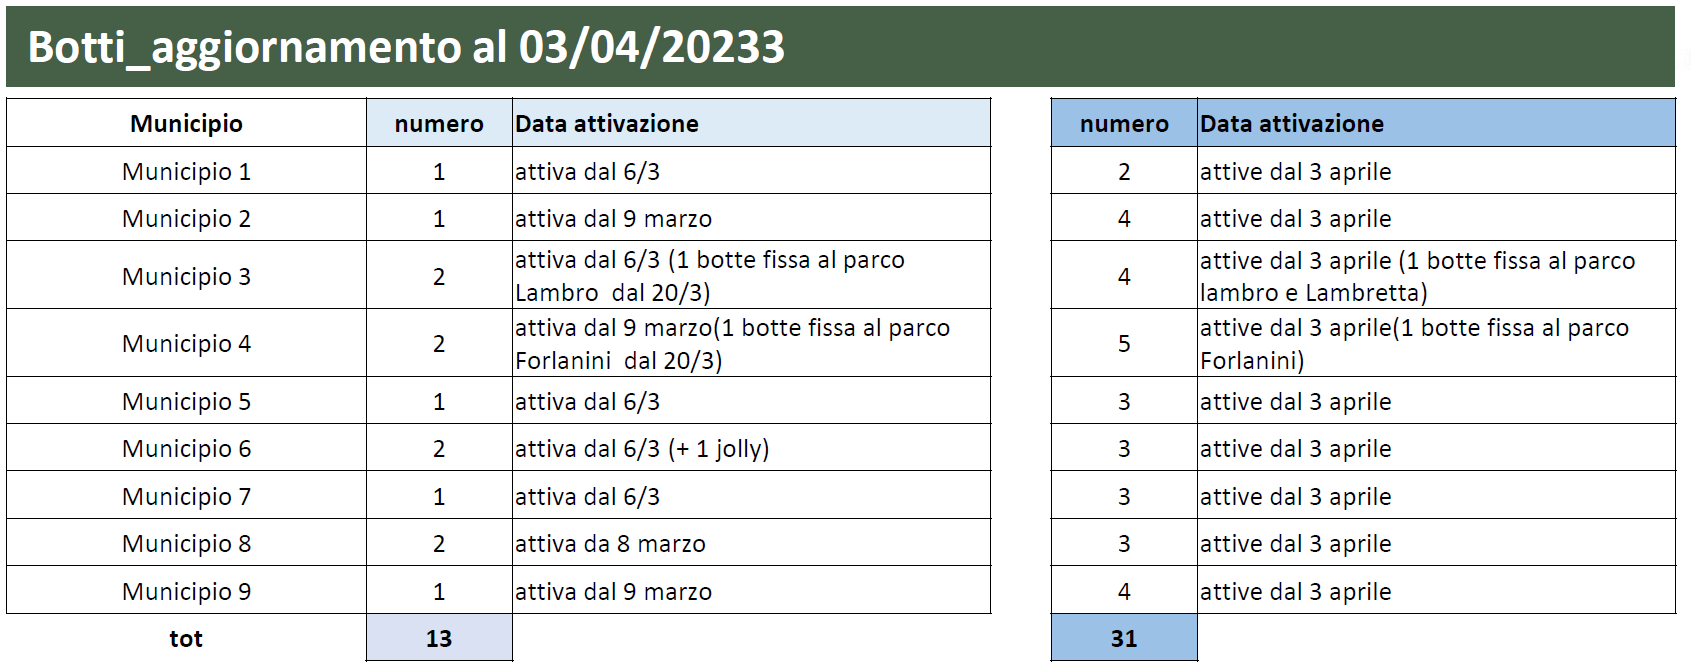 Botti_aggiornamento al 03/04/20233
Municipio numero Data attivazione numero Data attivazione
Municipio 1 1 attiva dal 6/3 2 attive dal 3 aprile
Municipio 2 1 attiva dal 9 marzo 4 attive dal 3 aprile
Municipio 3 2 attiva dal 6/3 (1 botte fissa al parco
Lambro  dal 20/3) 4 attive dal 3 aprile (1 botte fissa al parco
lambro e Lambretta)
Municipio 4 2 attiva dal 9 marzo(1 botte fissa al parco
Forlanini  dal 20/3) 5 attive dal 3 aprile(1 botte fissa al parco
Forlanini)
Municipio 5 1 attiva dal 6/3 3 attive dal 3 aprile
Municipio 6 2 attiva dal 6/3 (+ 1 jolly) 3 attive dal 3 aprile
Municipio 7 1 attiva dal 6/3 3 attive dal 3 aprile
Municipio 8 2 attiva da 8 marzo 3 attive dal 3 aprile
Municipio 9 1 attiva dal 9 marzo 4 attive dal 3 aprile
tot 13 31